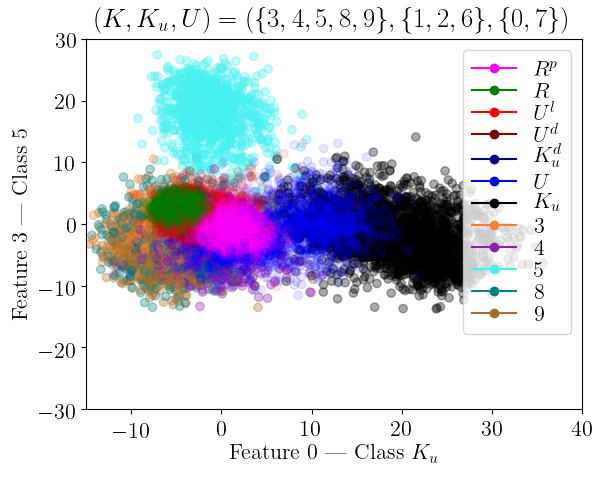 (K, K_u, U) = ({3, 4, 5, 8, 9}, {1, 2, 6}, {0, 7})
30
20
10
0
−10
−20
−30
Feature 3 — Class 5
−10
0
10
20
30
40
Feature 0 — Class K_u
R^p
R
U^l
U^d
K_u^d
U
K_u
3
4
5
8
9